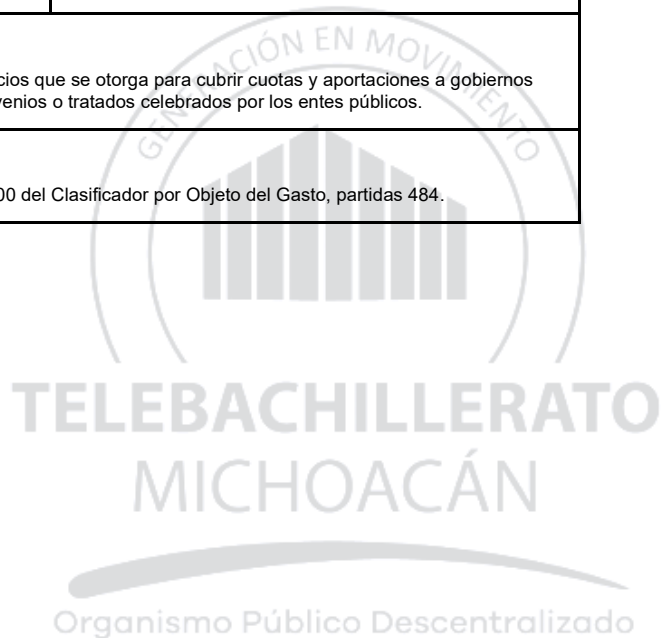 cios que se otorga para cubrir cuotas y aportaciones a gobiernos
venios o tratados celebrados por los entes públicos.
00 del Clasificador por Objeto del Gasto, partidas 484.
GENERACIÓN EN MOVIMIENTO
TELEBACHILLERATO
MICHOACÁN
Organismo Público Descentralizado